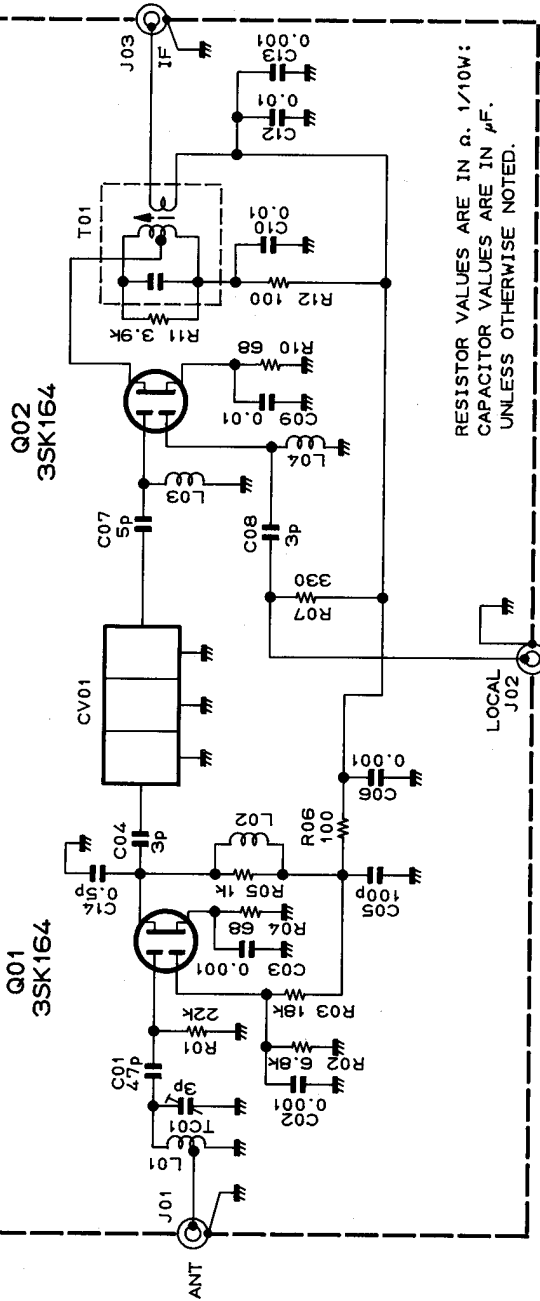 Q01
3SK164
Q02
3SK164
ANT
J01
L01
TC01
3p
C01
47p
R01
22k
C02
0.001
R02
6.8k
R03 18k
C03
0.001
R04
68
C14
0.5p
C04
3p
R05 1k
L02
C05
100p
R06
100
C06
0.001
CV01
C07
5p
L03
C08
3p
R07
330
L04
C09
0.01
R10
68
R11
3.9k
T01
R12 100
C10
0.01
C12
0.01
C13
0.001
J03
IF
LOCAL
J02
RESISTOR VALUES ARE IN Ω. 1/10W:
CAPACITOR VALUES ARE IN μF.
UNLESS OTHERWISE NOTED.